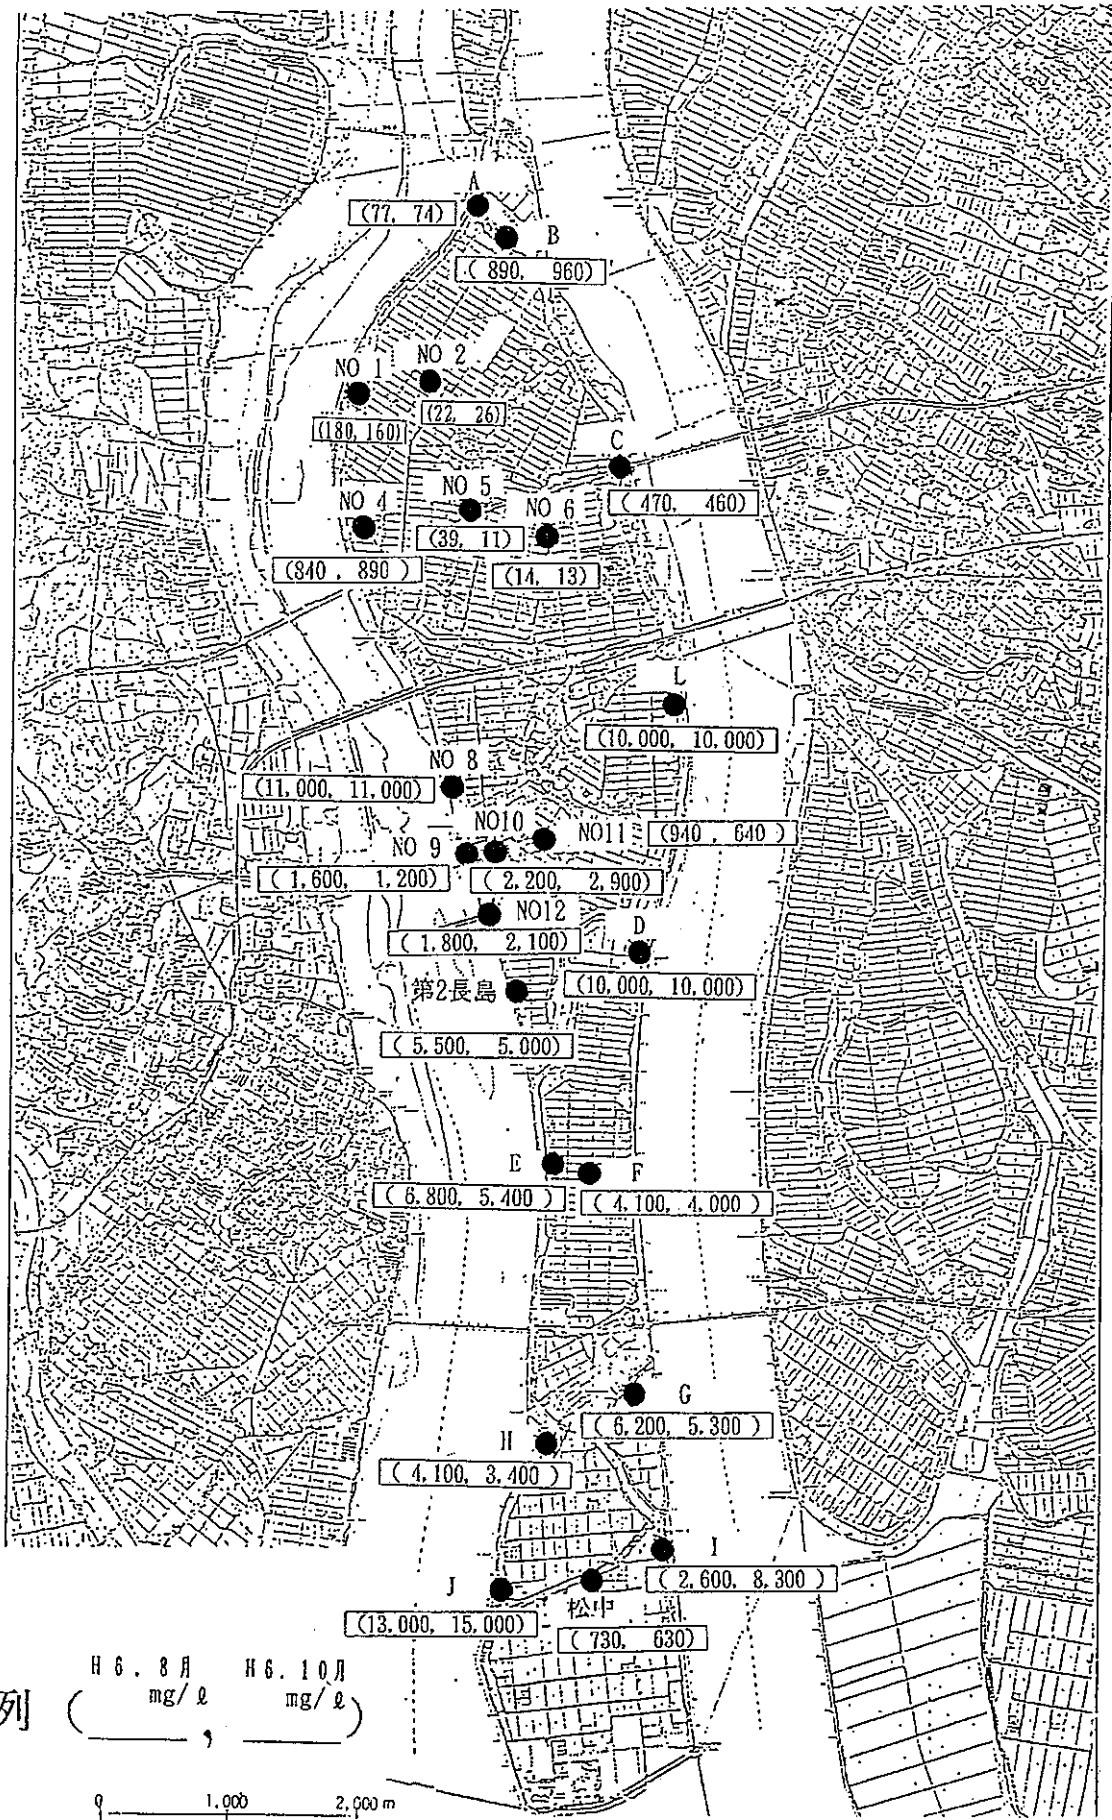 A
(77, 74)
B
( 890, 960)
NO 1
NO 2
(180, 160)
(22, 26)
C
( 470, 460)
NO 4
NO 5
NO 6
(39, 11)
(840 , 890 )
(14, 13)
L
(10,000, 10,000)
NO 8
(11,000, 11,000)
NO10
NO11
(940 , 640 )
NO 9
( 1,600, 1,200)
( 2,200, 2,900)
NO12
( 1,800, 2,100)
D
(10,000, 10,000)
第2長島
( 5,500, 5,000)
E
F
( 6,800, 5,400 )
( 4,100, 4,000 )
G
( 6,200, 5,300 )
H
( 4,100, 3,400 )
I
( 2,600, 8,300 )
J
松中
(13,000, 15,000)
( 730, 630)
H6.8月 H6.10月
mg/ℓ mg/ℓ
例 ( , )
0 1,000 2,000 m